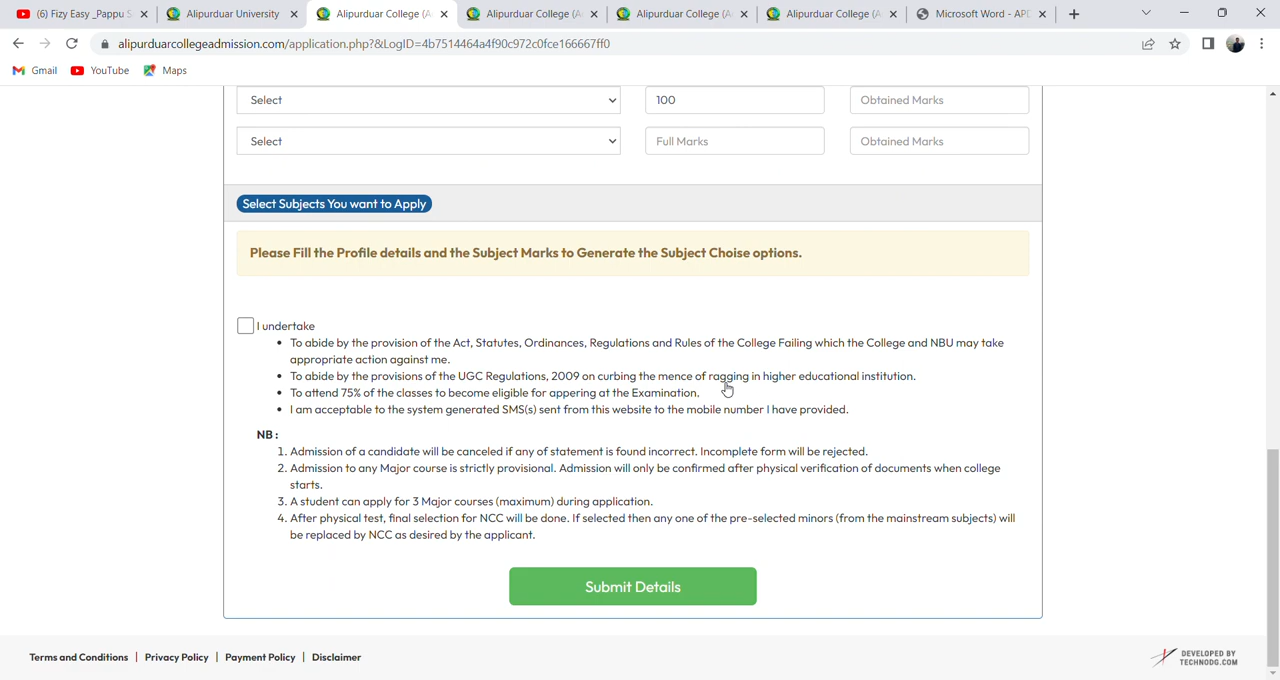 (6) Fizy Easy _Pappu S
Alipurduar University
Alipurduar College (A
Alipurduar College (A
Alipurduar College (A
Alipurduar College (A
Microsoft Word - APD
alipurduarcollegeadmission.com/application.php?&LogID=4b7514464a4f90c972c0fce166667ff0
Gmail
YouTube
Maps
Select
100
Obtained Marks
Select
Full Marks
Obtained Marks
Select Subjects You want to Apply
Please Fill the Profile details and the Subject Marks to Generate the Subject Choise options.
I undertake
• To abide by the provision of the Act, Statutes, Ordinances, Regulations and Rules of the College Failing which the College and NBU may take
appropriate action against me.
• To abide by the provisions of the UGC Regulations, 2009 on curbing the mence of ragging in higher educational institution.
• To attend 75% of the classes to become eligible for appering at the Examination.
• I am acceptable to the system generated SMS(s) sent from this website to the mobile number I have provided.
NB :
1. Admission of a candidate will be canceled if any of statement is found incorrect. Incomplete form will be rejected.
2. Admission to any Major course is strictly provisional. Admission will only be confirmed after physical verification of documents when college
starts.
3. A student can apply for 3 Major courses (maximum) during application.
4. After physical test, final selection for NCC will be done. If selected then any one of the pre-selected minors (from the mainstream subjects) will
be replaced by NCC as desired by the applicant.
Submit Details
Terms and Conditions | Privacy Policy | Payment Policy | Disclaimer
DEVELOPED BY
TECHNODG.COM